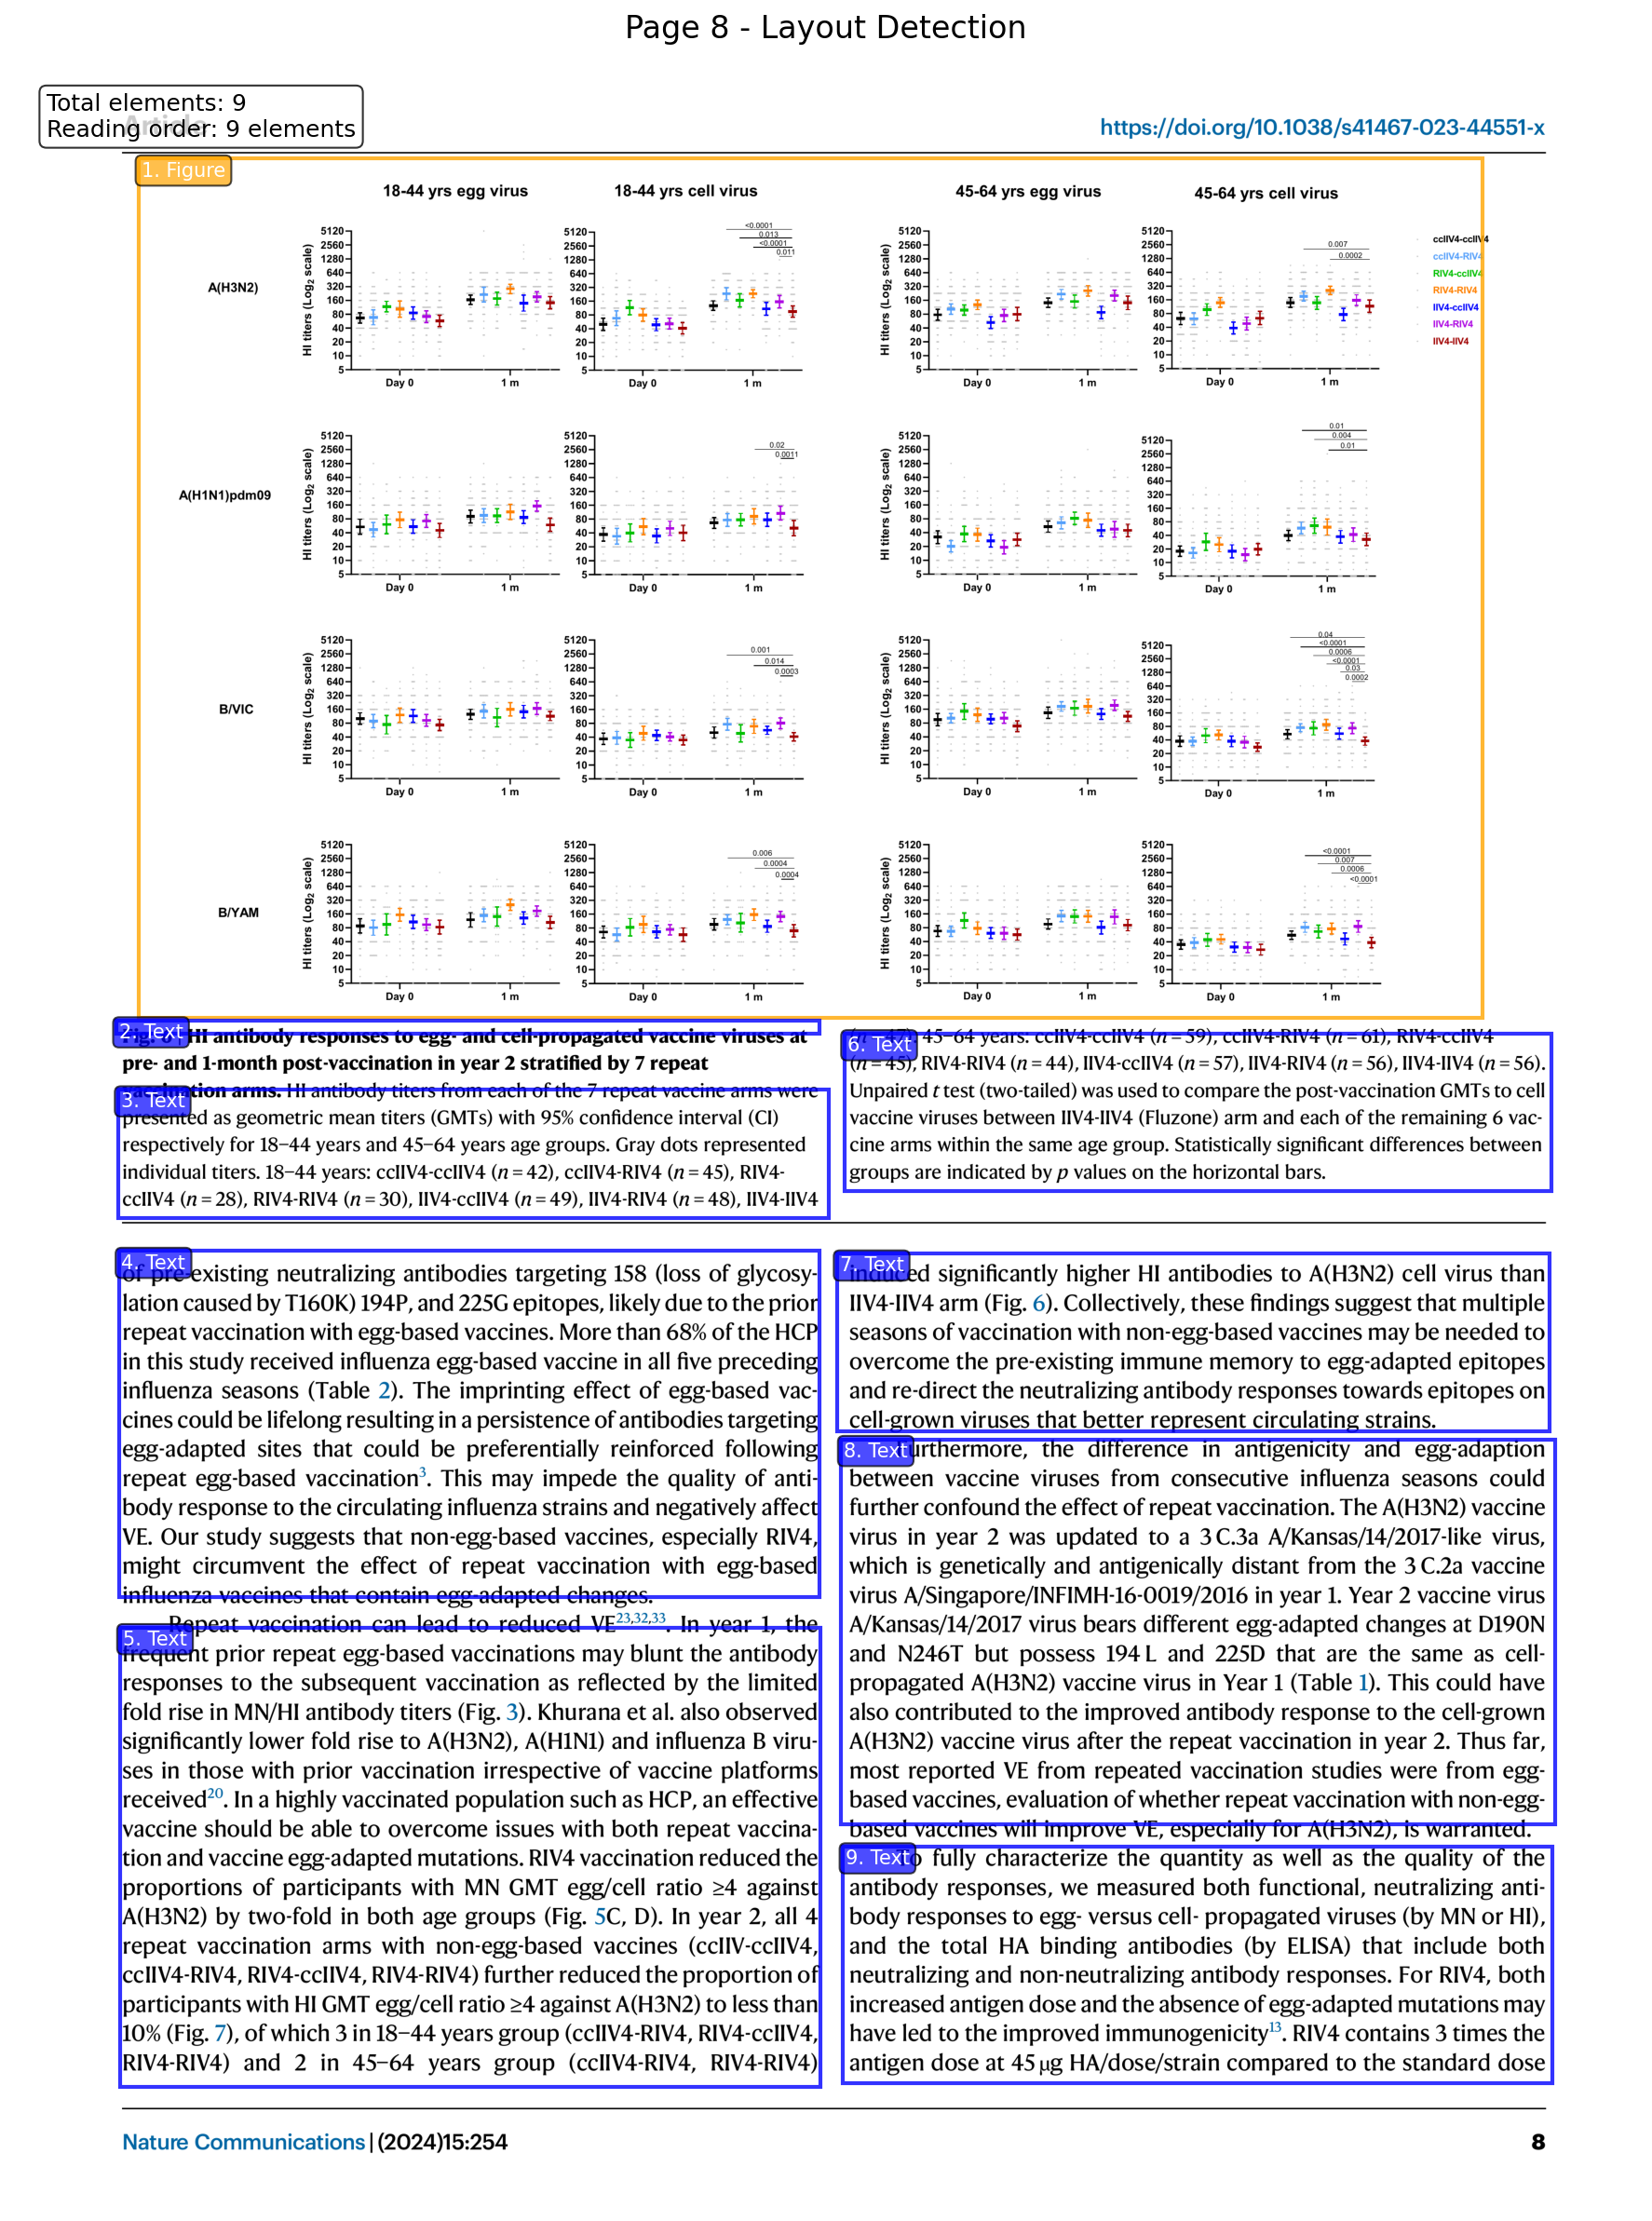 Page 8 - Layout Detection
Total elements: 9
Reading order: 9 elements
Article
https://doi.org/10.1038/s41467-023-44551-x
1. Figure
18-44 yrs egg virus
18-44 yrs cell virus
45-64 yrs egg virus
45-64 yrs cell virus
A(H3N2)
HI titers (Log2 scale)
5120
2560
1280
640
320
160
80
40
20
10
5
Day 0
1 m
<0.0001
0.013
<0.0001
0.011
0.007
0.0002
ccIIV4-ccIIV4
ccIIV4-RIV4
RIV4-ccIIV4
RIV4-RIV4
IIV4-ccIIV4
IIV4-RIV4
IIV4-IIV4
A(H1N1)pdm09
HI titers (Log2 scale)
Day 0
1 m
0.02
0.0011
0.01
0.004
0.01
B/VIC
HI titers (Log2 scale)
Day 0
1 m
0.001
0.014
0.0003
0.04
<0.0001
0.0006
<0.0001
0.03
0.0002
B/YAM
HI titers (Log2 scale)
Day 0
1 m
0.006
0.0004
0.0004
<0.0001
0.007
0.0006
<0.0001
2. Text
HI antibody responses to egg- and cell-propagated vaccine viruses at
pre- and 1-month post-vaccination in year 2 stratified by 7 repeat
vaccination arms. HI antibody titers from each of the 7 repeat vaccine arms were
3. Text
presented as geometric mean titers (GMTs) with 95% confidence interval (CI)
respectively for 18–44 years and 45–64 years age groups. Gray dots represented
individual titers. 18–44 years: ccIIV4-ccIIV4 (n = 42), ccIIV4-RIV4 (n = 45), RIV4-
ccIIV4 (n = 28), RIV4-RIV4 (n = 30), IIV4-ccIIV4 (n = 49), IIV4-RIV4 (n = 48), IIV4-IIV4
4. Text
of pre-existing neutralizing antibodies targeting 158 (loss of glycosy-
lation caused by T160K) 194P, and 225G epitopes, likely due to the prior
repeat vaccination with egg-based vaccines. More than 68% of the HCP
in this study received influenza egg-based vaccine in all five preceding
influenza seasons (Table 2). The imprinting effect of egg-based vac-
cines could be lifelong resulting in a persistence of antibodies targeting
egg-adapted sites that could be preferentially reinforced following
repeat egg-based vaccination3. This may impede the quality of anti-
body response to the circulating influenza strains and negatively affect
VE. Our study suggests that non-egg-based vaccines, especially RIV4,
might circumvent the effect of repeat vaccination with egg-based
influenza vaccines that contain egg-adapted changes.
Repeat vaccination can lead to reduced VE23,32,33. In year 1, the
5. Text
frequent prior repeat egg-based vaccinations may blunt the antibody
responses to the subsequent vaccination as reflected by the limited
fold rise in MN/HI antibody titers (Fig. 3). Khurana et al. also observed
significantly lower fold rise to A(H3N2), A(H1N1) and influenza B viru-
ses in those with prior vaccination irrespective of vaccine platforms
received20. In a highly vaccinated population such as HCP, an effective
vaccine should be able to overcome issues with both repeat vaccina-
tion and vaccine egg-adapted mutations. RIV4 vaccination reduced the
proportions of participants with MN GMT egg/cell ratio ≥4 against
A(H3N2) by two-fold in both age groups (Fig. 5C, D). In year 2, all 4
repeat vaccination arms with non-egg-based vaccines (ccIIV-ccIIV4,
ccIIV4-RIV4, RIV4-ccIIV4, RIV4-RIV4) further reduced the proportion of
participants with HI GMT egg/cell ratio ≥4 against A(H3N2) to less than
10% (Fig. 7), of which 3 in 18–44 years group (ccIIV4-RIV4, RIV4-ccIIV4,
RIV4-RIV4) and 2 in 45–64 years group (ccIIV4-RIV4, RIV4-RIV4)
6. Text
45–64 years: ccIIV4-ccIIV4 (n = 59), ccIIV4-RIV4 (n = 61), RIV4-ccIIV4
(n = 45), RIV4-RIV4 (n = 44), IIV4-ccIIV4 (n = 57), IIV4-RIV4 (n = 56), IIV4-IIV4 (n = 56).
Unpaired t test (two-tailed) was used to compare the post-vaccination GMTs to cell
vaccine viruses between IIV4-IIV4 (Fluzone) arm and each of the remaining 6 vac-
cine arms within the same age group. Statistically significant differences between
groups are indicated by p values on the horizontal bars.
7. Text
induced significantly higher HI antibodies to A(H3N2) cell virus than
IIV4-IIV4 arm (Fig. 6). Collectively, these findings suggest that multiple
seasons of vaccination with non-egg-based vaccines may be needed to
overcome the pre-existing immune memory to egg-adapted epitopes
and re-direct the neutralizing antibody responses towards epitopes on
cell-grown viruses that better represent circulating strains.
8. Text
Furthermore, the difference in antigenicity and egg-adaption
between vaccine viruses from consecutive influenza seasons could
further confound the effect of repeat vaccination. The A(H3N2) vaccine
virus in year 2 was updated to a 3 C.3a A/Kansas/14/2017-like virus,
which is genetically and antigenically distant from the 3 C.2a vaccine
virus A/Singapore/INFIMH-16-0019/2016 in year 1. Year 2 vaccine virus
A/Kansas/14/2017 virus bears different egg-adapted changes at D190N
and N246T but possess 194 L and 225D that are the same as cell-
propagated A(H3N2) vaccine virus in Year 1 (Table 1). This could have
also contributed to the improved antibody response to the cell-grown
A(H3N2) vaccine virus after the repeat vaccination in year 2. Thus far,
most reported VE from repeated vaccination studies were from egg-
based vaccines, evaluation of whether repeat vaccination with non-egg-
based vaccines will improve VE, especially for A(H3N2), is warranted.
9. Text
To fully characterize the quantity as well as the quality of the
antibody responses, we measured both functional, neutralizing anti-
body responses to egg- versus cell- propagated viruses (by MN or HI),
and the total HA binding antibodies (by ELISA) that include both
neutralizing and non-neutralizing antibody responses. For RIV4, both
increased antigen dose and the absence of egg-adapted mutations may
have led to the improved immunogenicity13. RIV4 contains 3 times the
antigen dose at 45 μg HA/dose/strain compared to the standard dose
Nature Communications | (2024)15:254
8